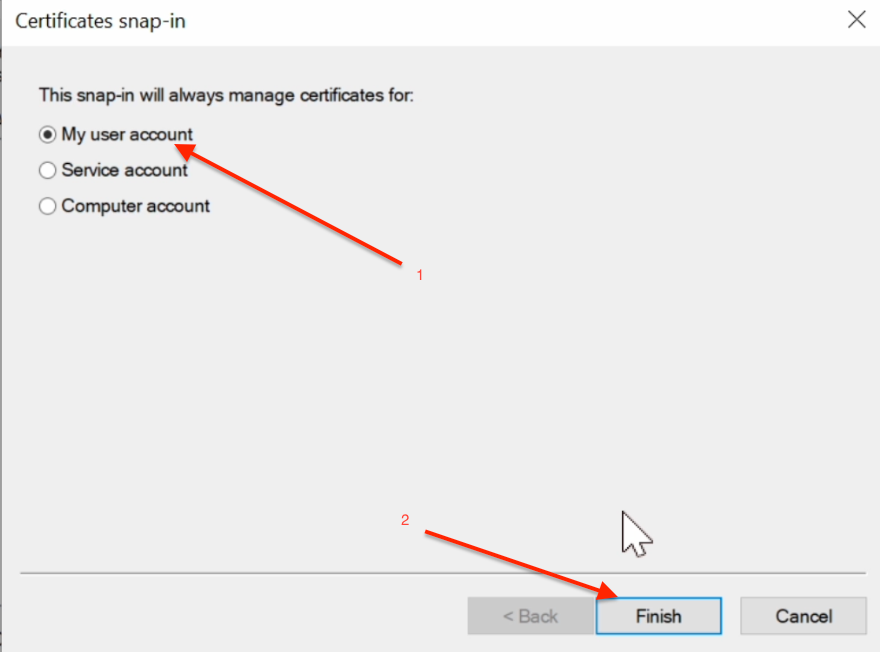 Certificates snap-in
This snap-in will always manage certificates for:
My user account
Service account
Computer account
1
2
< Back
Finish
Cancel